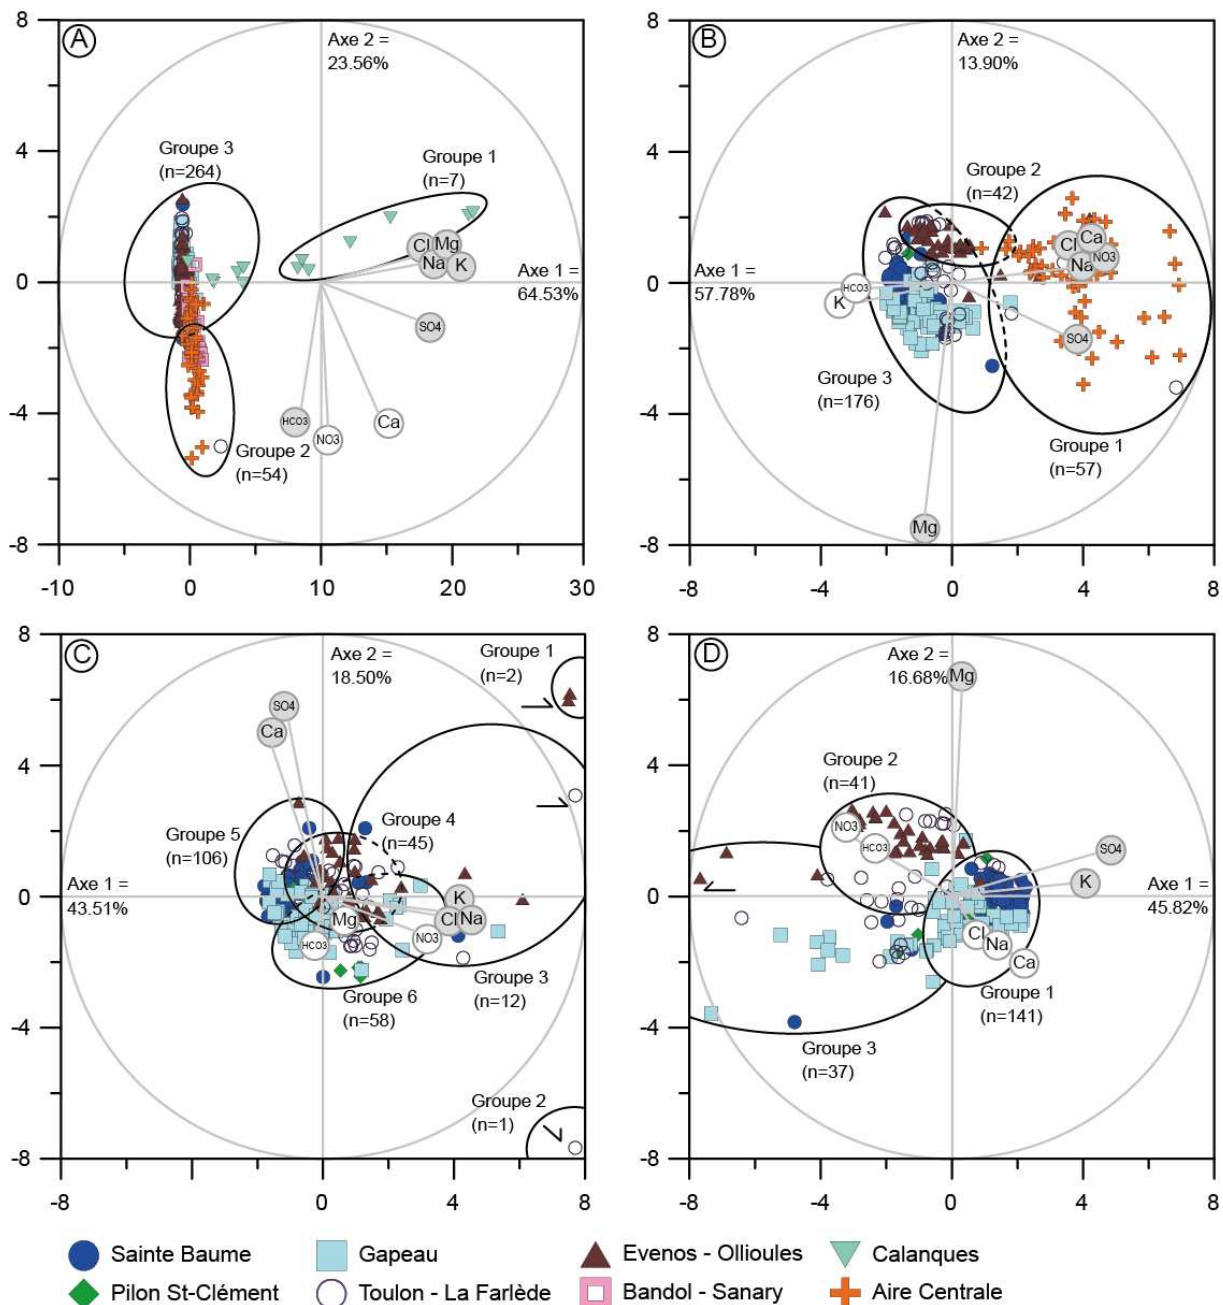 A
Axe 2 =
23.56%
Groupe 3
(n=264)
Groupe 1
(n=7)
Cl
Mg
Na
K
Axe 1 =
64.53%
SO4
HCO3
NO3
Ca
Groupe 2
(n=54)
8
4
0
-4
-8
-10
0
10
20
30
B
Axe 2 =
13.90%
Groupe 2
(n=42)
Cl
Ca
Na
NO3
Axe 1 =
57.78%
HCO3
K
SO4
Groupe 3
(n=176)
Groupe 1
(n=57)
Mg
8
4
0
-4
-8
-8
-4
0
4
8
C
Axe 2 =
18.50%
Groupe 1
(n=2)
SO4
Ca
Groupe 5
(n=106)
Groupe 4
(n=45)
Axe 1 =
43.51%
K
Mg
Cl
Na
HCO3
NO3
Groupe 3
(n=12)
Groupe 6
(n=58)
Groupe 2
(n=1)
8
4
0
-4
-8
-8
-4
0
4
8
D
Axe 2 =
16.68%
Mg
Groupe 2
(n=41)
NO3
HCO3
SO4
K
Axe 1 =
45.82%
Cl
Na
Ca
Groupe 1
(n=141)
Groupe 3
(n=37)
8
4
0
-4
-8
-8
-4
0
4
8
Sainte Baume
Gapeau
Evenos - Ollioules
Calanques
Pilon St-Clément
Toulon - La Farlède
Bandol - Sanary
Aire Centrale